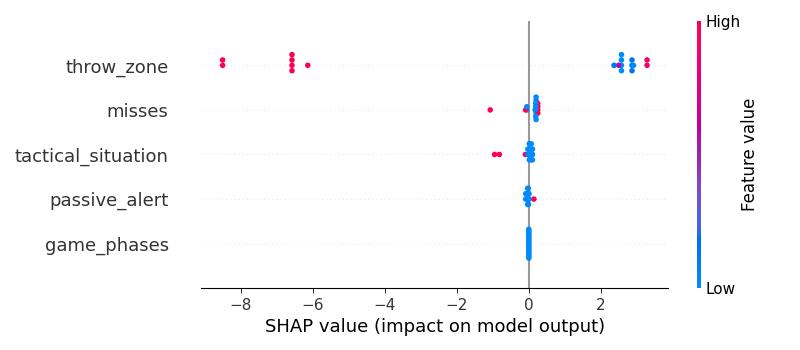 High
throw_zone
misses
tactical_situation
passive_alert
game_phases
Feature value
Low
−8 −6 −4 −2 0 2
SHAP value (impact on model output)